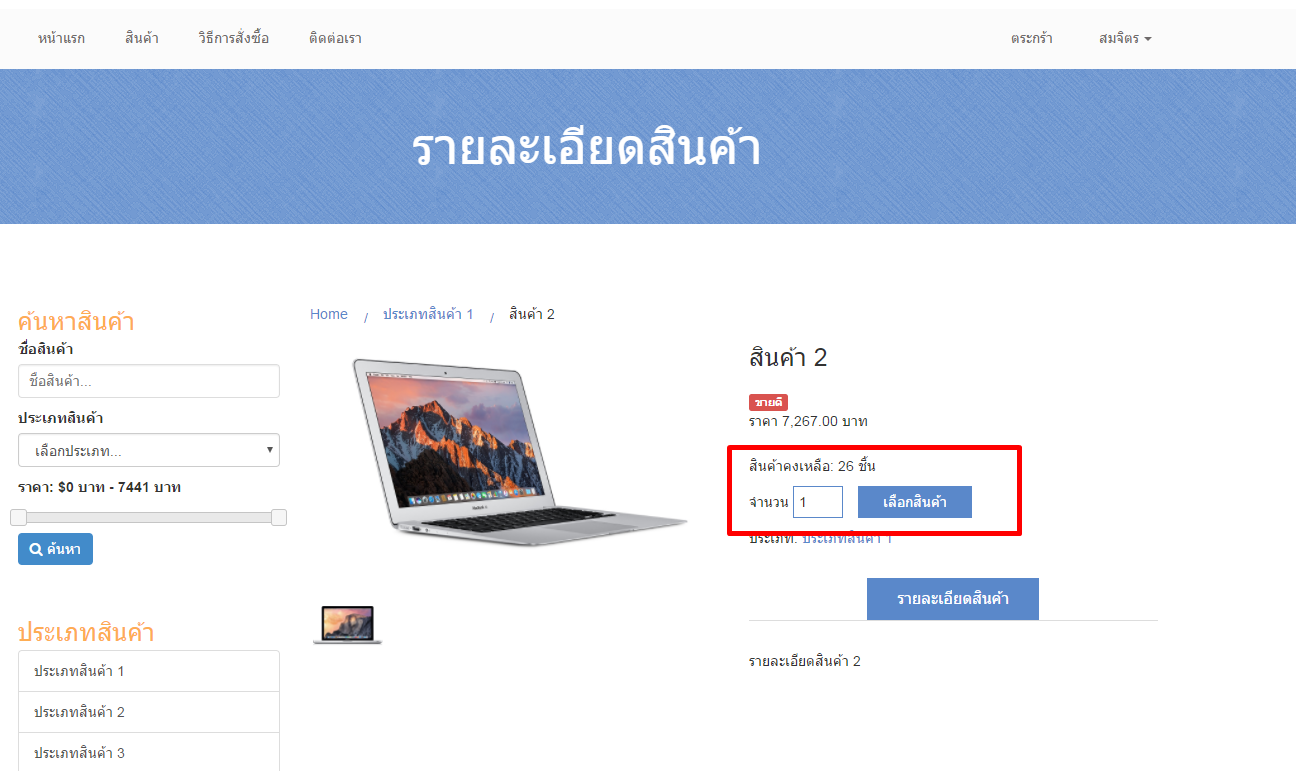 หน้าแรก สินค้า วิธีการสั่งซื้อ ติดต่อเรา ตระกร้า สมจิตร
รายละเอียดสินค้า
ค้นหาสินค้า
ชื่อสินค้า
ชื่อสินค้า...
ประเภทสินค้า
เลือกประเภท...
ราคา: $0 บาท - 7441 บาท
ค้นหา
ประเภทสินค้า
ประเภทสินค้า 1
ประเภทสินค้า 2
ประเภทสินค้า 3
Home / ประเภทสินค้า 1 / สินค้า 2
สินค้า 2
ขายดี
ราคา 7,267.00 บาท
สินค้าคงเหลือ: 26 ชิ้น
จำนวน 1 เลือกสินค้า
ประเภท: ประเภทสินค้า 1
รายละเอียดสินค้า
รายละเอียดสินค้า 2